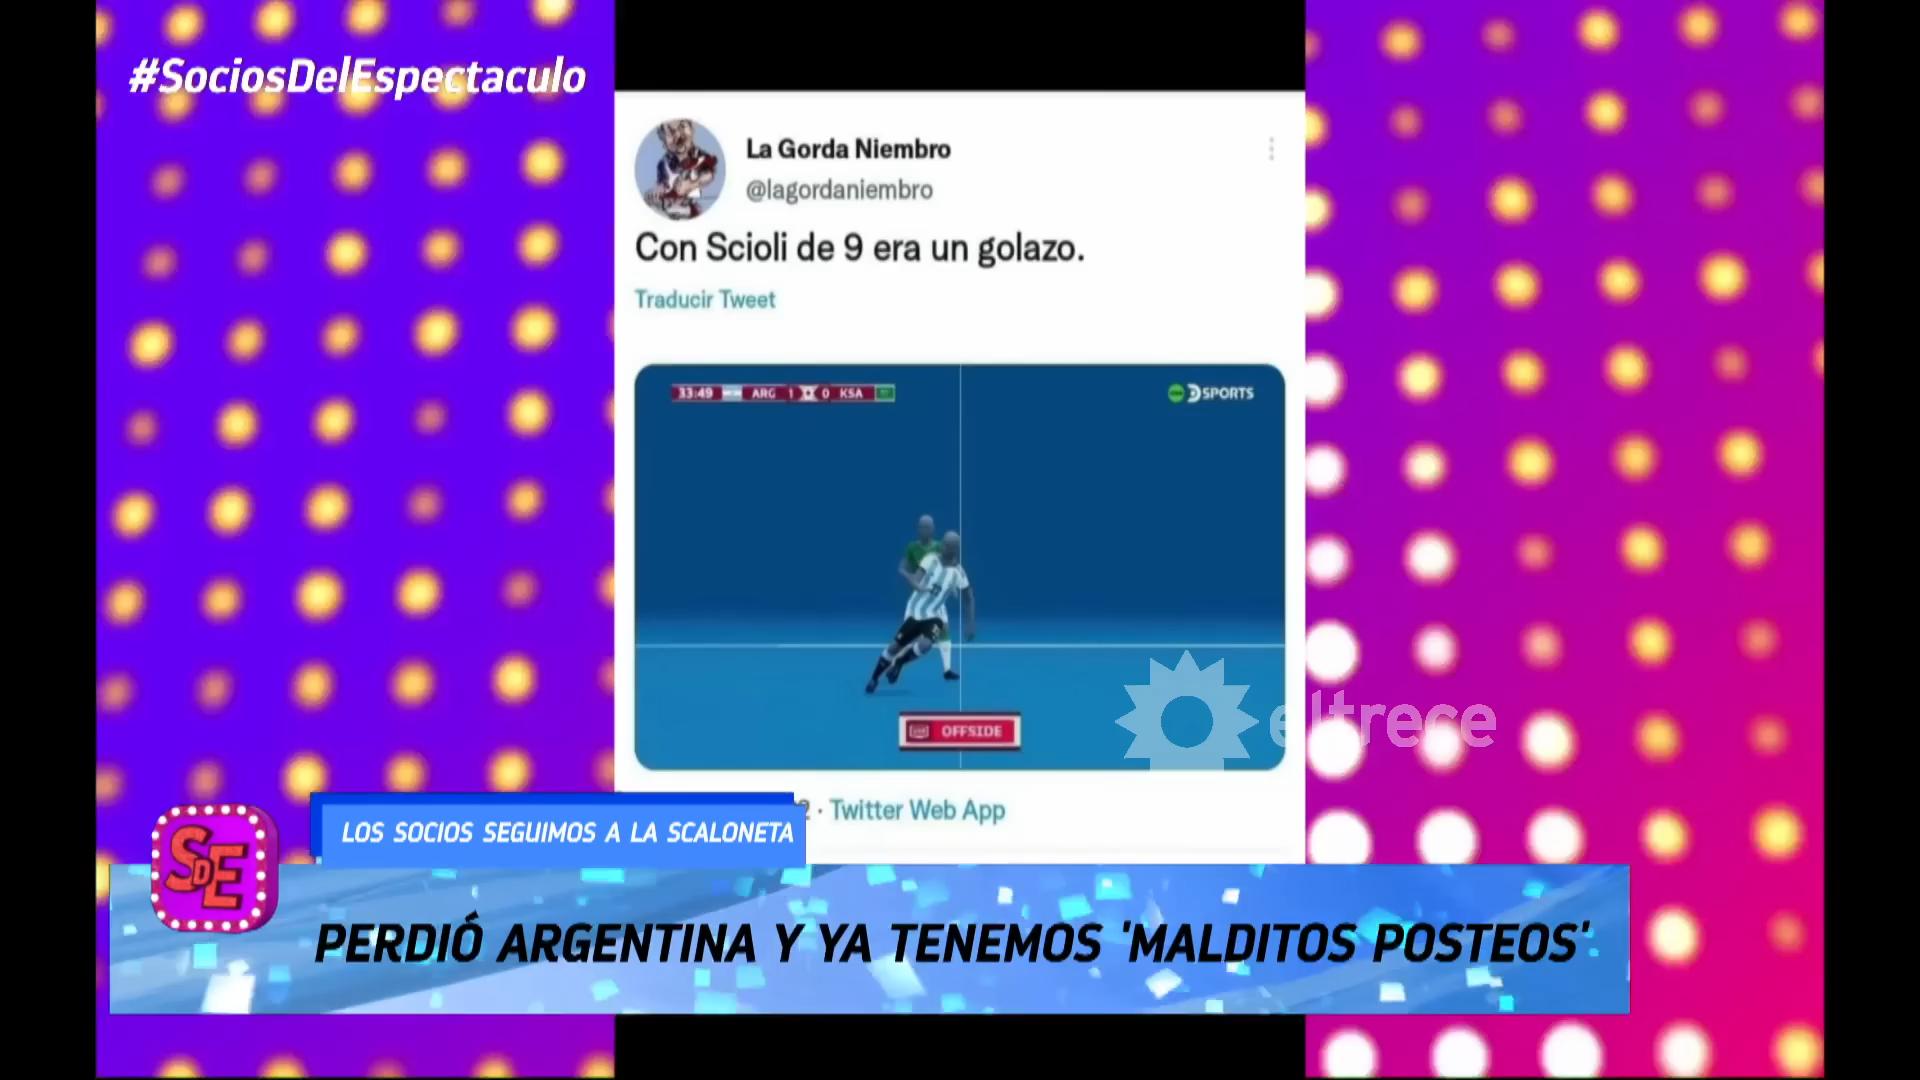 #SociosDelEspectaculo
La Gorda Niembro
@lagordaniembro
Con Scioli de 9 era un golazo.
Traducir Tweet
33:49 ARG 1 0 KSA
DSPORTS
OFFSIDE
eltrece
2 · Twitter Web App
LOS SOCIOS SEGUIMOS A LA SCALONETA
SDE
PERDIÓ ARGENTINA Y YA TENEMOS 'MALDITOS POSTEOS'